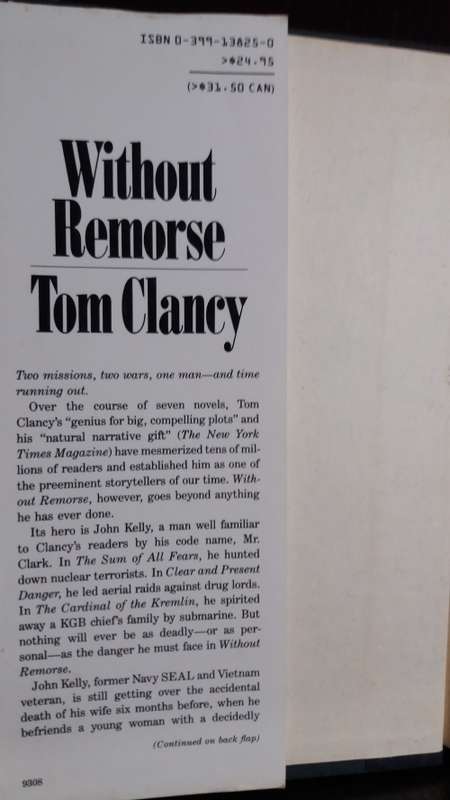 ISBN 0-399-13825-0
>$24.95
(>$31.50 CAN)
Without
Remorse
Tom Clancy
Two missions, two wars, one man—and time
running out.
Over the course of seven novels, Tom
Clancy's "genius for big, compelling plots" and
his "natural narrative gift" (The New York
Times Magazine) have mesmerized tens of mil-
lions of readers and established him as one of
the preeminent storytellers of our time. With-
out Remorse, however, goes beyond anything
he has ever done.
Its hero is John Kelly, a man well familiar
to Clancy's readers by his code name, Mr.
Clark. In The Sum of All Fears, he hunted
down nuclear terrorists. In Clear and Present
Danger, he led aerial raids against drug lords.
In The Cardinal of the Kremlin, he spirited
away a KGB chief's family by submarine. But
nothing will ever be as deadly—or as per-
sonal—as the danger he must face in Without
Remorse.
John Kelly, former Navy SEAL and Vietnam
veteran, is still getting over the accidental
death of his wife six months before, when he
befriends a young woman with a decidedly
(Continued on back flap)
9308